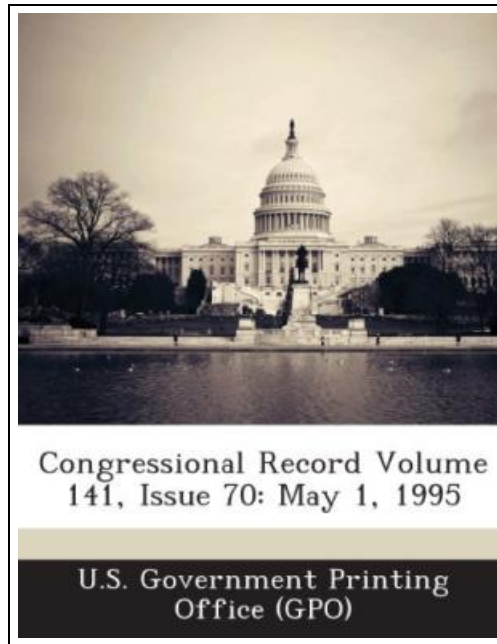 Congressional Record Volume
141, Issue 70: May 1, 1995
U.S. Government Printing
Office (GPO)